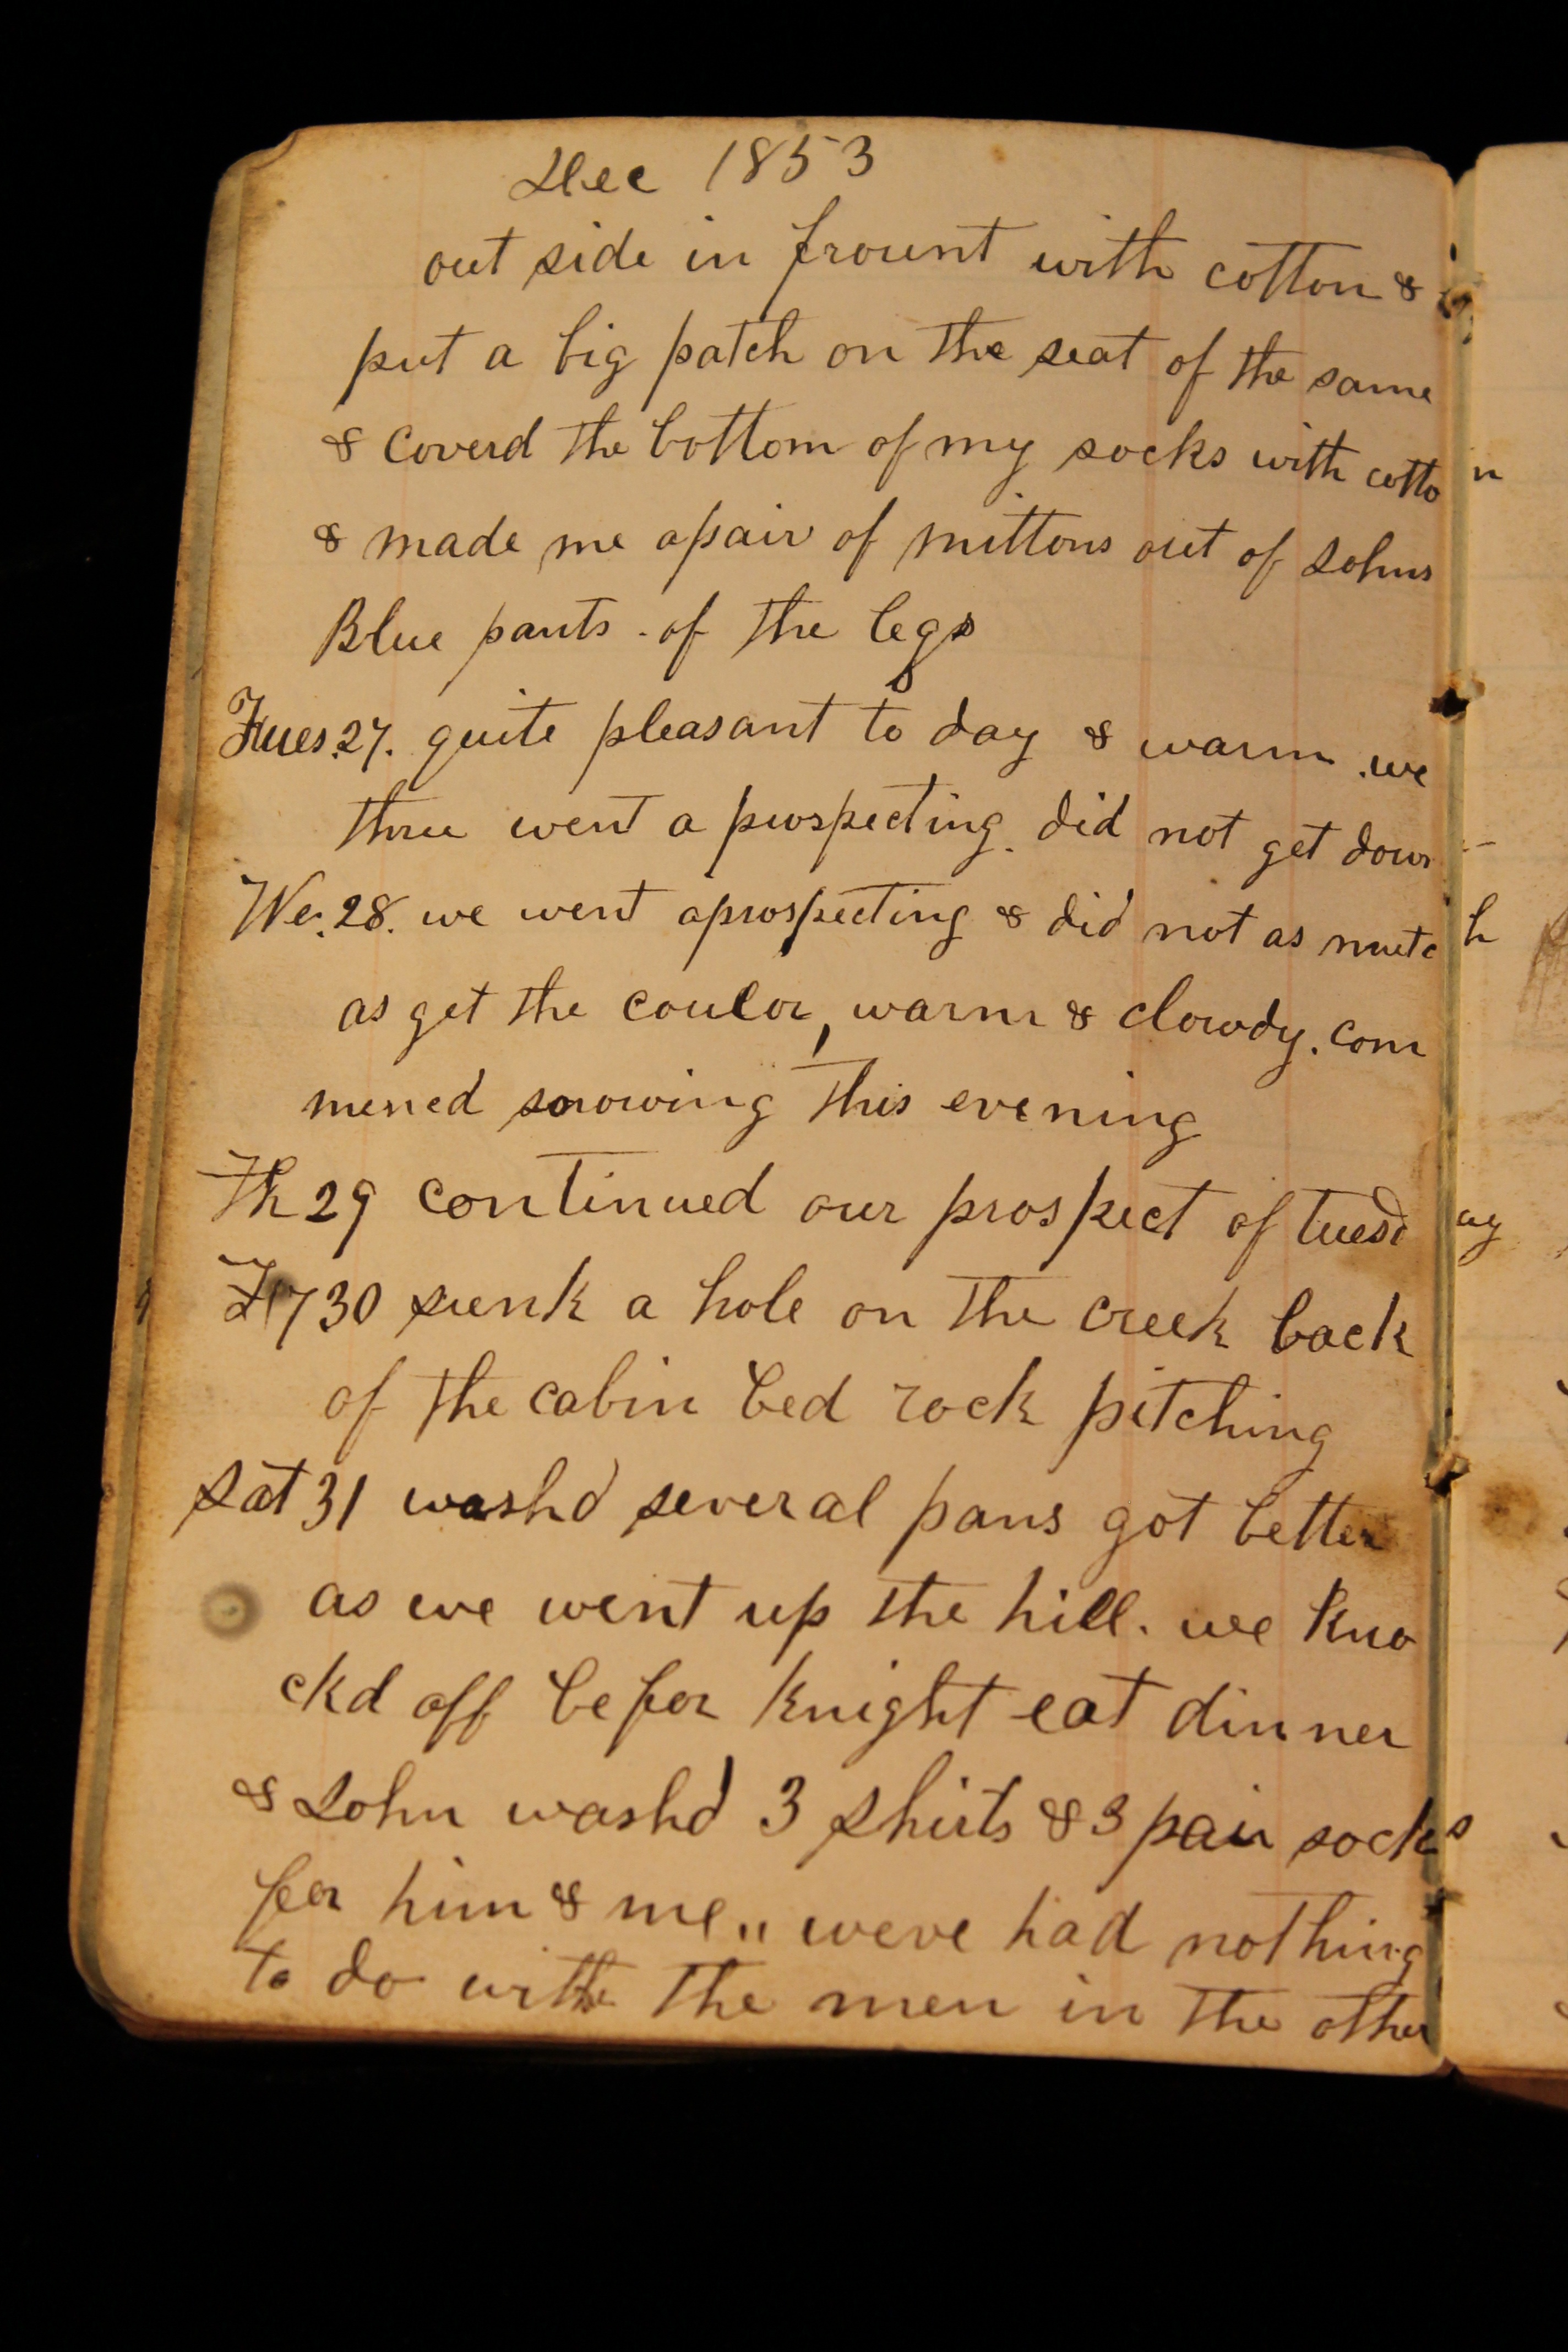 Dec 1853
out side in frount with cotton &
put a big patch on the seat of the same
& coverd the bottom of my socks with cotton
& made me apair of mittons out of Johns
Blue pants of the legs
Tues. 27. quite pleasant to day & warm. we
three went a prospecting. did not get down
We. 28. we went aprospecting & did not as mutch
as get the couler, warm & clowdy. com
menced snowing this evening
Th 29 continued our prospect of tuesday
30 sunk a hole on the creek back
of the cabin bed rock pitching
Sat 31 washd several pans got better
as we went up the hill. we kno
ckd off befor knight eat dinner
& John washd 3 shirts & 3 pair socks
for him & me,, weve had nothing
to do with the men in the other